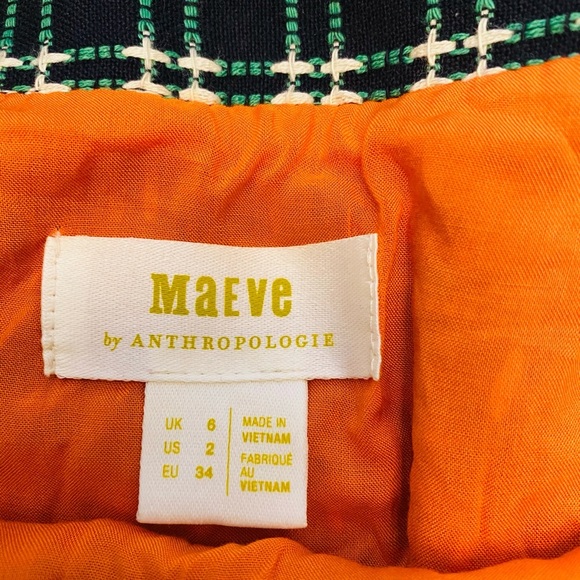 MaEve
by ANTHROPOLOGIE
UK 6
US 2
EU 34
MADE IN
VIETNAM
FABRIQUÉ
AU
VIETNAM